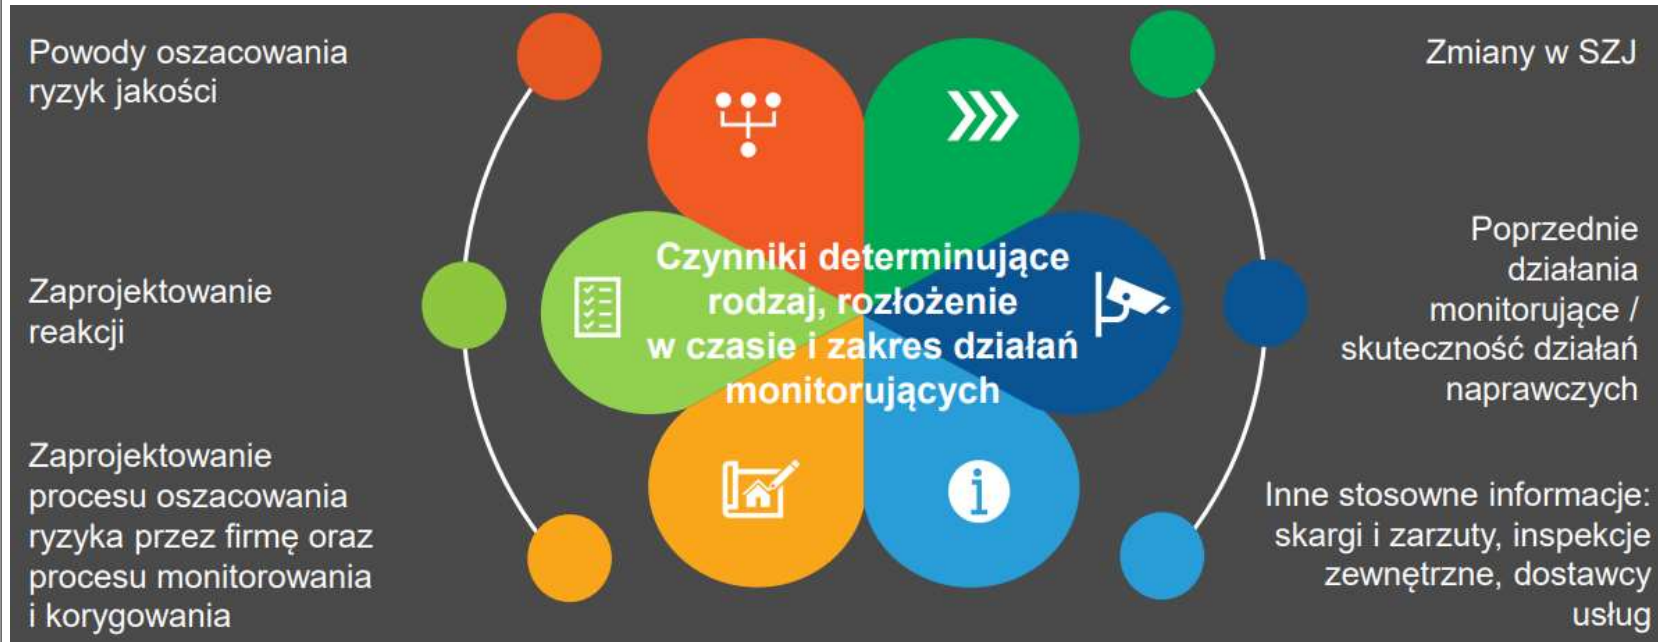 Powody oszacowania
ryzyk jakości
Zaprojektowanie
reakcji
Zaprojektowanie
procesu oszacowania
ryzyka przez firmę oraz
procesu monitorowania
i korygowania
Czynniki determinujące
rodzaj, rozłożenie
w czasie i zakres działań
monitorujących
Zmiany w SZJ
Poprzednie
działania
monitorujące /
skuteczność działań
naprawczych
Inne stosowne informacje:
skargi i zarzuty, inspekcje
zewnętrzne, dostawcy
usług